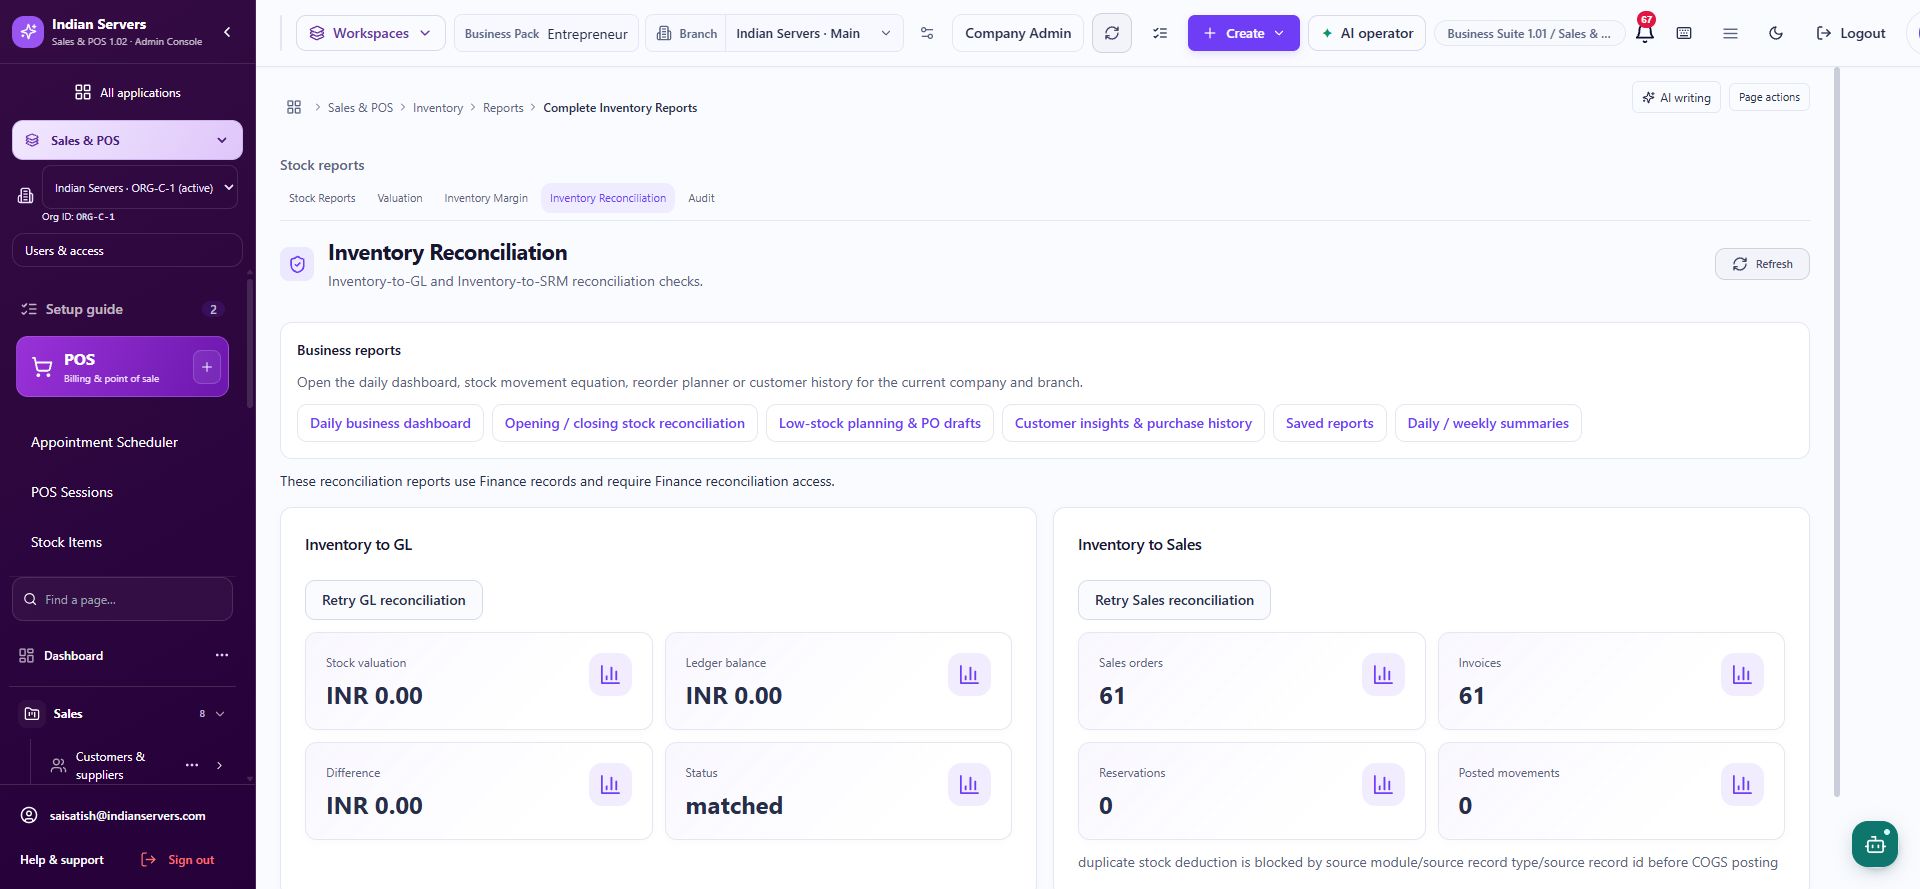 Indian Servers
Sales & POS 1.02 · Admin Console
All applications
Sales & POS
Indian Servers · ORG-C-1 (active)
Org ID: ORG-C-1
Users & access
Setup guide 2
POS
Billing & point of sale
Appointment Scheduler
POS Sessions
Stock Items
Find a page...
Dashboard
Sales 8
Customers &
suppliers
saisatish@indianservers.com
Help & support Sign out
Workspaces Business Pack Entrepreneur Branch Indian Servers · Main Company Admin Create AI operator Business Suite 1.01 / Sales & ... 67 Logout
Sales & POS > Inventory > Reports > Complete Inventory Reports
AI writing Page actions
Stock reports
Stock Reports Valuation Inventory Margin Inventory Reconciliation Audit
Inventory Reconciliation
Inventory-to-GL and Inventory-to-SRM reconciliation checks.
Refresh
Business reports
Open the daily dashboard, stock movement equation, reorder planner or customer history for the current company and branch.
Daily business dashboard Opening / closing stock reconciliation Low-stock planning & PO drafts Customer insights & purchase history Saved reports Daily / weekly summaries
These reconciliation reports use Finance records and require Finance reconciliation access.
Inventory to GL
Retry GL reconciliation
Stock valuation
INR 0.00
Ledger balance
INR 0.00
Difference
INR 0.00
Status
matched
Inventory to Sales
Retry Sales reconciliation
Sales orders
61
Invoices
61
Reservations
0
Posted movements
0
duplicate stock deduction is blocked by source module/source record type/source record id before COGS posting